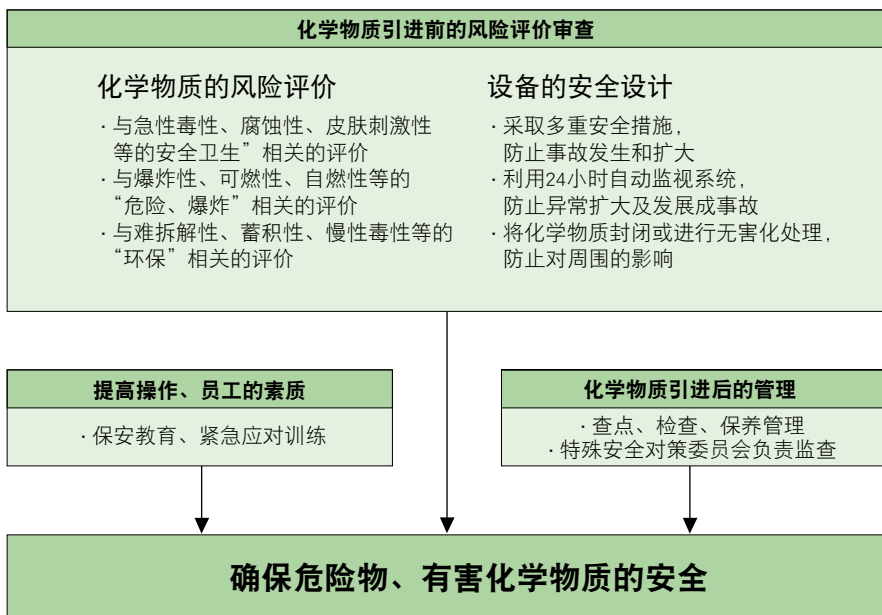 化学物质引进前的风险评价审查
化学物质的风险评价
·与急性毒性、腐蚀性、皮肤刺激性
等的安全卫生”相关的评价
·与爆炸性、可燃性、自燃性等的
“危险、爆炸”相关的评价
·与难拆解性、蓄积性、慢性毒性等的
“环保”相关的评价
设备的安全设计
·采取多重安全措施，
防止事故发生和扩大
·利用24小时自动监视系统，
防止异常扩大及发展成事故
·将化学物质封闭或进行无害化处理，
防止对周围的影响
提高操作、员工的素质
·保安教育、紧急应对训练
化学物质引进后的管理
·查点、检查、保养管理
·特殊安全对策委员会负责监查
确保危险物、有害化学物质的安全